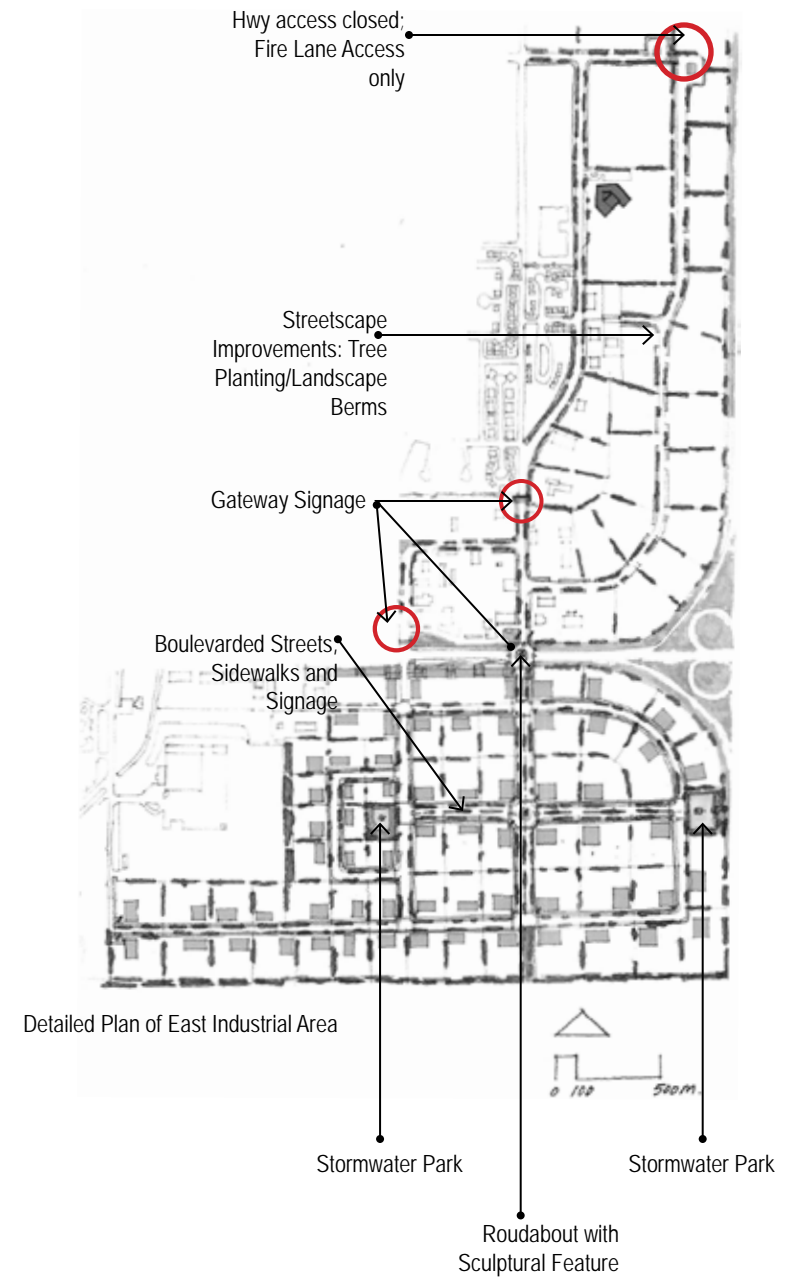 Hwy access closed;
Fire Lane Access
only
Streetscape
Improvements: Tree
Planting/Landscape
Berms
Gateway Signage
Boulevarded Streets,
Sidewalks and
Signage
Detailed Plan of East Industrial Area
0 100 500m.
Stormwater Park
Stormwater Park
Roudabout with
Sculptural Feature